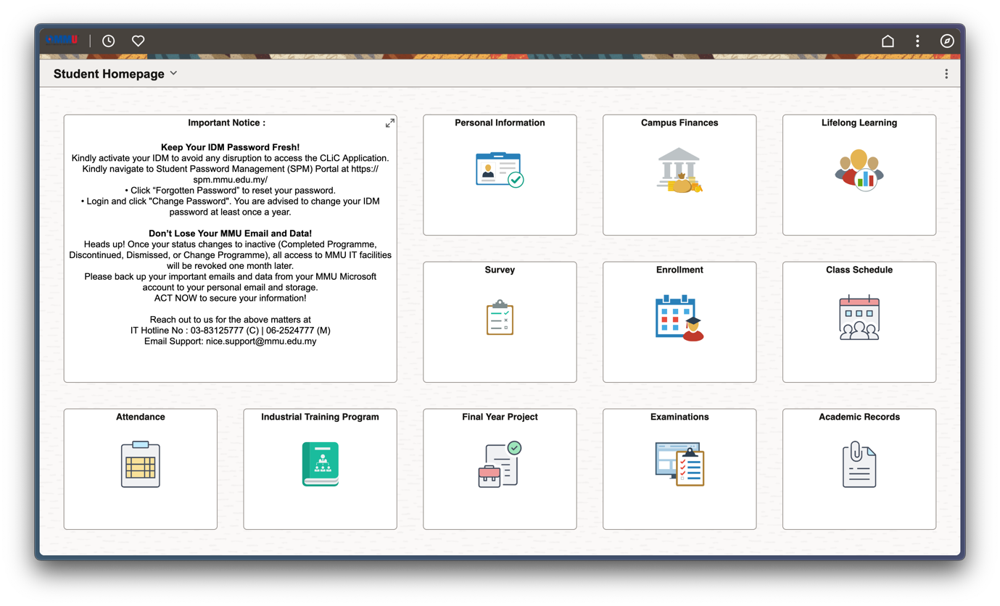 MMU
Student Homepage
Important Notice :
Keep Your IDM Password Fresh!
Kindly activate your IDM to avoid any disruption to access the CLiC Application.
Kindly navigate to Student Password Management (SPM) Portal at https://
spm.mmu.edu.my/
• Click “Forgotten Password” to reset your password.
• Login and click "Change Password". You are advised to change your IDM
password at least once a year.
Don’t Lose Your MMU Email and Data!
Heads up! Once your status changes to inactive (Completed Programme,
Discontinued, Dismissed, or Change Programme), all access to MMU IT facilities
will be revoked one month later.
Please back up your important emails and data from your MMU Microsoft
account to your personal email and storage.
ACT NOW to secure your information!
Reach out to us for the above matters at
IT Hotline No : 03-83125777 (C) | 06-2524777 (M)
Email Support: nice.support@mmu.edu.my
Personal Information
Campus Finances
Lifelong Learning
Survey
Enrollment
Class Schedule
Attendance
Industrial Training Program
Final Year Project
Examinations
Academic Records